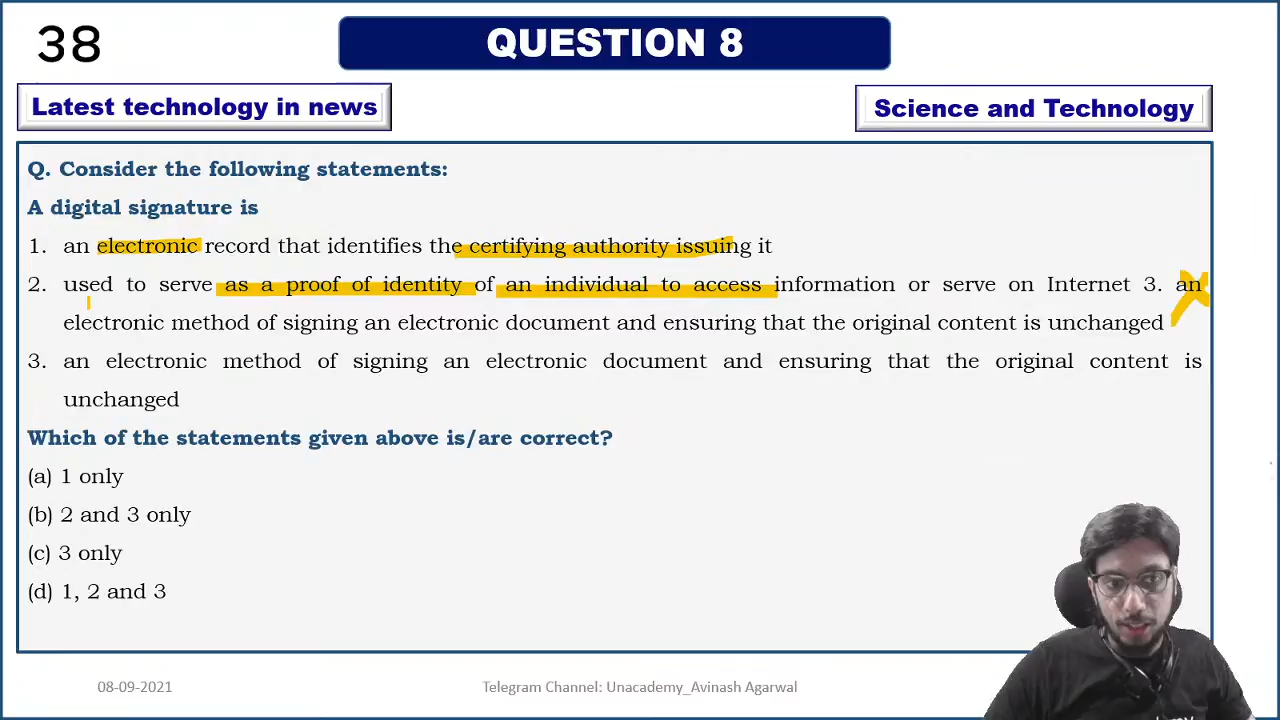 38
QUESTION 8
Latest technology in news
Science and Technology
Q. Consider the following statements:
A digital signature is
1. an electronic record that identifies the certifying authority issuing it
2. used to serve as a proof of identity of an individual to access information or serve on Internet 3. an
electronic method of signing an electronic document and ensuring that the original content is unchanged
3. an electronic method of signing an electronic document and ensuring that the original content is
unchanged
Which of the statements given above is/are correct?
(a) 1 only
(b) 2 and 3 only
(c) 3 only
(d) 1, 2 and 3
08-09-2021
Telegram Channel: Unacademy_Avinash Agarwal